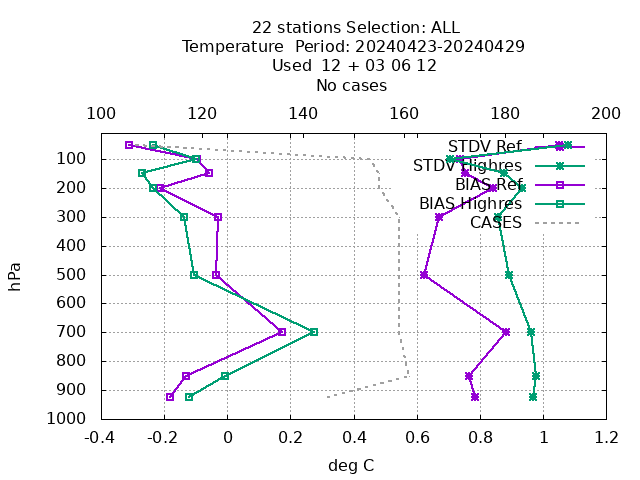 22 stations Selection: ALL
Temperature  Period: 20240423-20240429
Used  12 + 03 06 12
No cases
100 120 140 160 180 200
STDV Ref
STDV Highres
BIAS Ref
BIAS Highres
CASES
hPa
100
200
300
400
500
600
700
800
900
1000
-0.4 -0.2 0 0.2 0.4 0.6 0.8 1 1.2
deg C